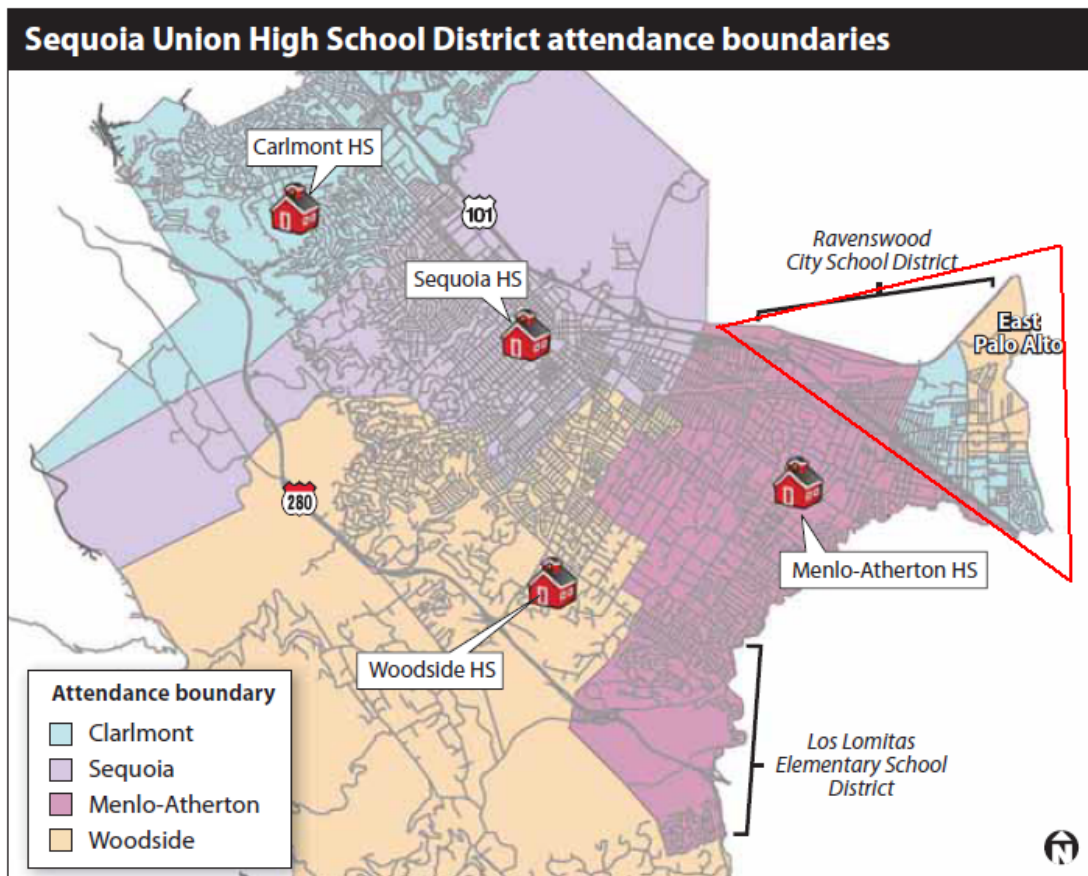 Sequoia Union High School District attendance boundaries
Carlmont HS
101
Ravenswood
City School District
Sequoia HS
East
Palo Alto
280
Menlo-Atherton HS
Woodside HS
Attendance boundary
Clarlmont
Sequoia
Menlo-Atherton
Woodside
Los Lomitas
Elementary School
District
N